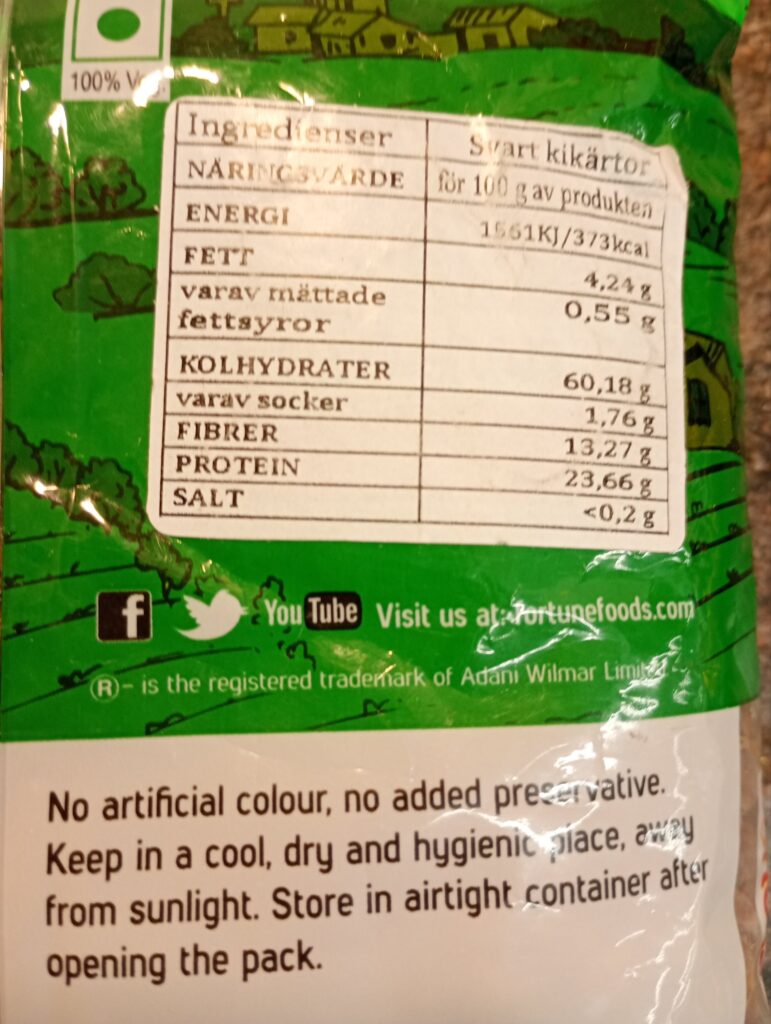 100% Veg.
Ingredienser Svart kikärtor
NÄRINGSVÄRDE för 100 g av produkten
ENERGI 1561KJ/373kcal
FETT 4,24 g
varav mättade 0,55 g
fettsyror
KOLHYDRATER 60,18 g
varav socker 1,76 g
FIBRER 13,27 g
PROTEIN 23,66 g
SALT <0,2 g
f YouTube Visit us at: fortunefoods.com
®- is the registered trademark of Adani Wilmar Limited
No artificial colour, no added preservative.
Keep in a cool, dry and hygienic place, away
from sunlight. Store in airtight container after
opening the pack.